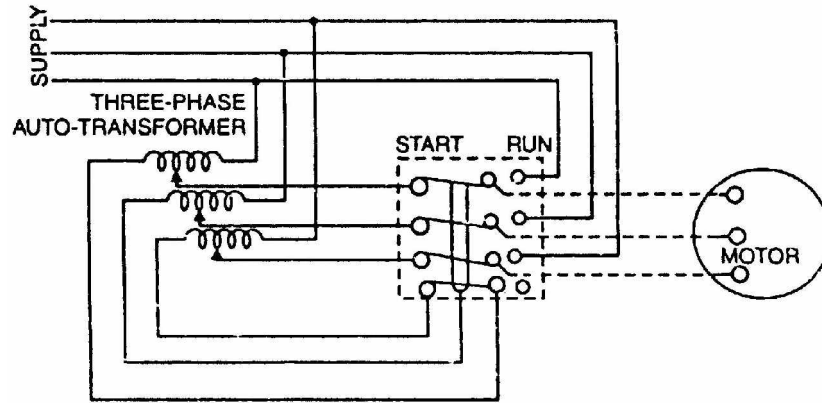 SUPPLY
THREE-PHASE
AUTO-TRANSFORMER
START RUN
MOTOR